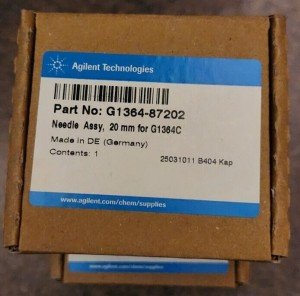 Agilent Technologies
Part No: G1364-87202
Needle Assy, 20 mm for G1364C
Made in DE (Germany)
Contents: 1
25031011 B404 Kap
www.agilent.com/chem/supplies